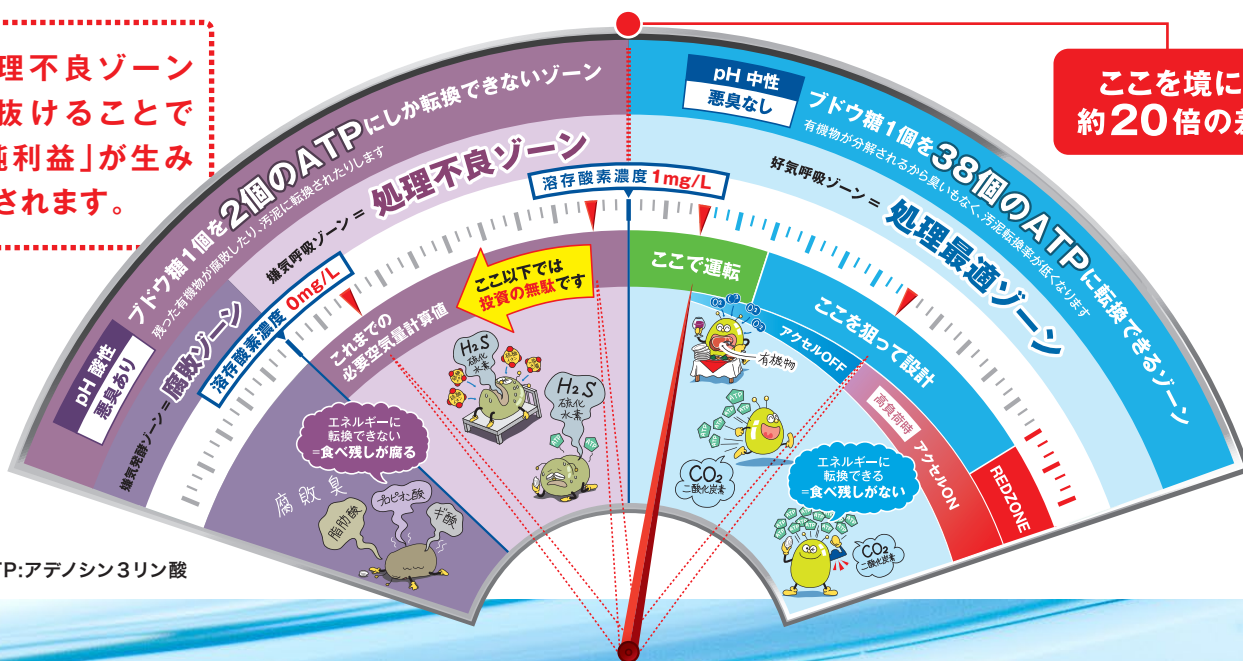 理不良ゾーン
抜けることで
利益」が生み
されます。
ここを境に
約20倍の
pH 酸性
悪臭あり
ブドウ糖1個を2個のATPにしか転換できないゾーン
残った有機物が腐敗したり、汚泥に転換されたりします
嫌気発酵ゾーン=腐敗ゾーン
嫌気呼吸ゾーン=処理不良ゾーン
溶存酸素濃度 0mg/L
溶存酸素濃度 1mg/L
pH 中性
悪臭なし
ブドウ糖1個を38個のATPに転換できるゾーン
有機物が分解されるから臭いもなく、汚泥転換率が低くなります
好気呼吸ゾーン=処理最適ゾーン
これまでの
必要空気量計算値
ここ以下では
投資の無駄です
ここで運転
ここを狙って設計
アクセルOFF
高負荷時
アクセルON
REDZONE
H₂S
硫化
水素
H₂S
硫化
水素
有機物
O₂
O₂
O₂
ATP
CO₂
二酸化炭素
エネルギーに
転換できない
=食べ残しが腐る
エネルギーに
転換できる
=食べ残しがない
腐敗臭
脂肪酸
プロピオン酸
ギ酸
CO₂
二酸化炭素
TP:アデノシン3リン酸